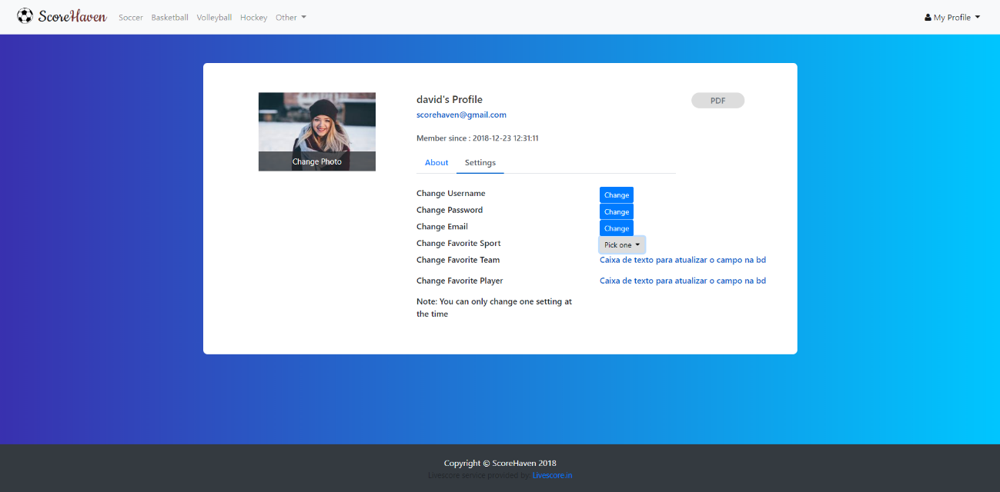 ScoreHaven Soccer Basketball Volleyball Hockey Other My Profile
david's Profile PDF
scorehaven@gmail.com
Member since : 2018-12-23 12:31:11
Change Photo
About Settings
Change Username Change
Change Password Change
Change Email Change
Change Favorite Sport Pick one
Change Favorite Team Caixa de texto para atualizar o campo na bd
Change Favorite Player Caixa de texto para atualizar o campo na bd
Note: You can only change one setting at
the time
Copyright © ScoreHaven 2018
Livescore service provided by: Livescore.in